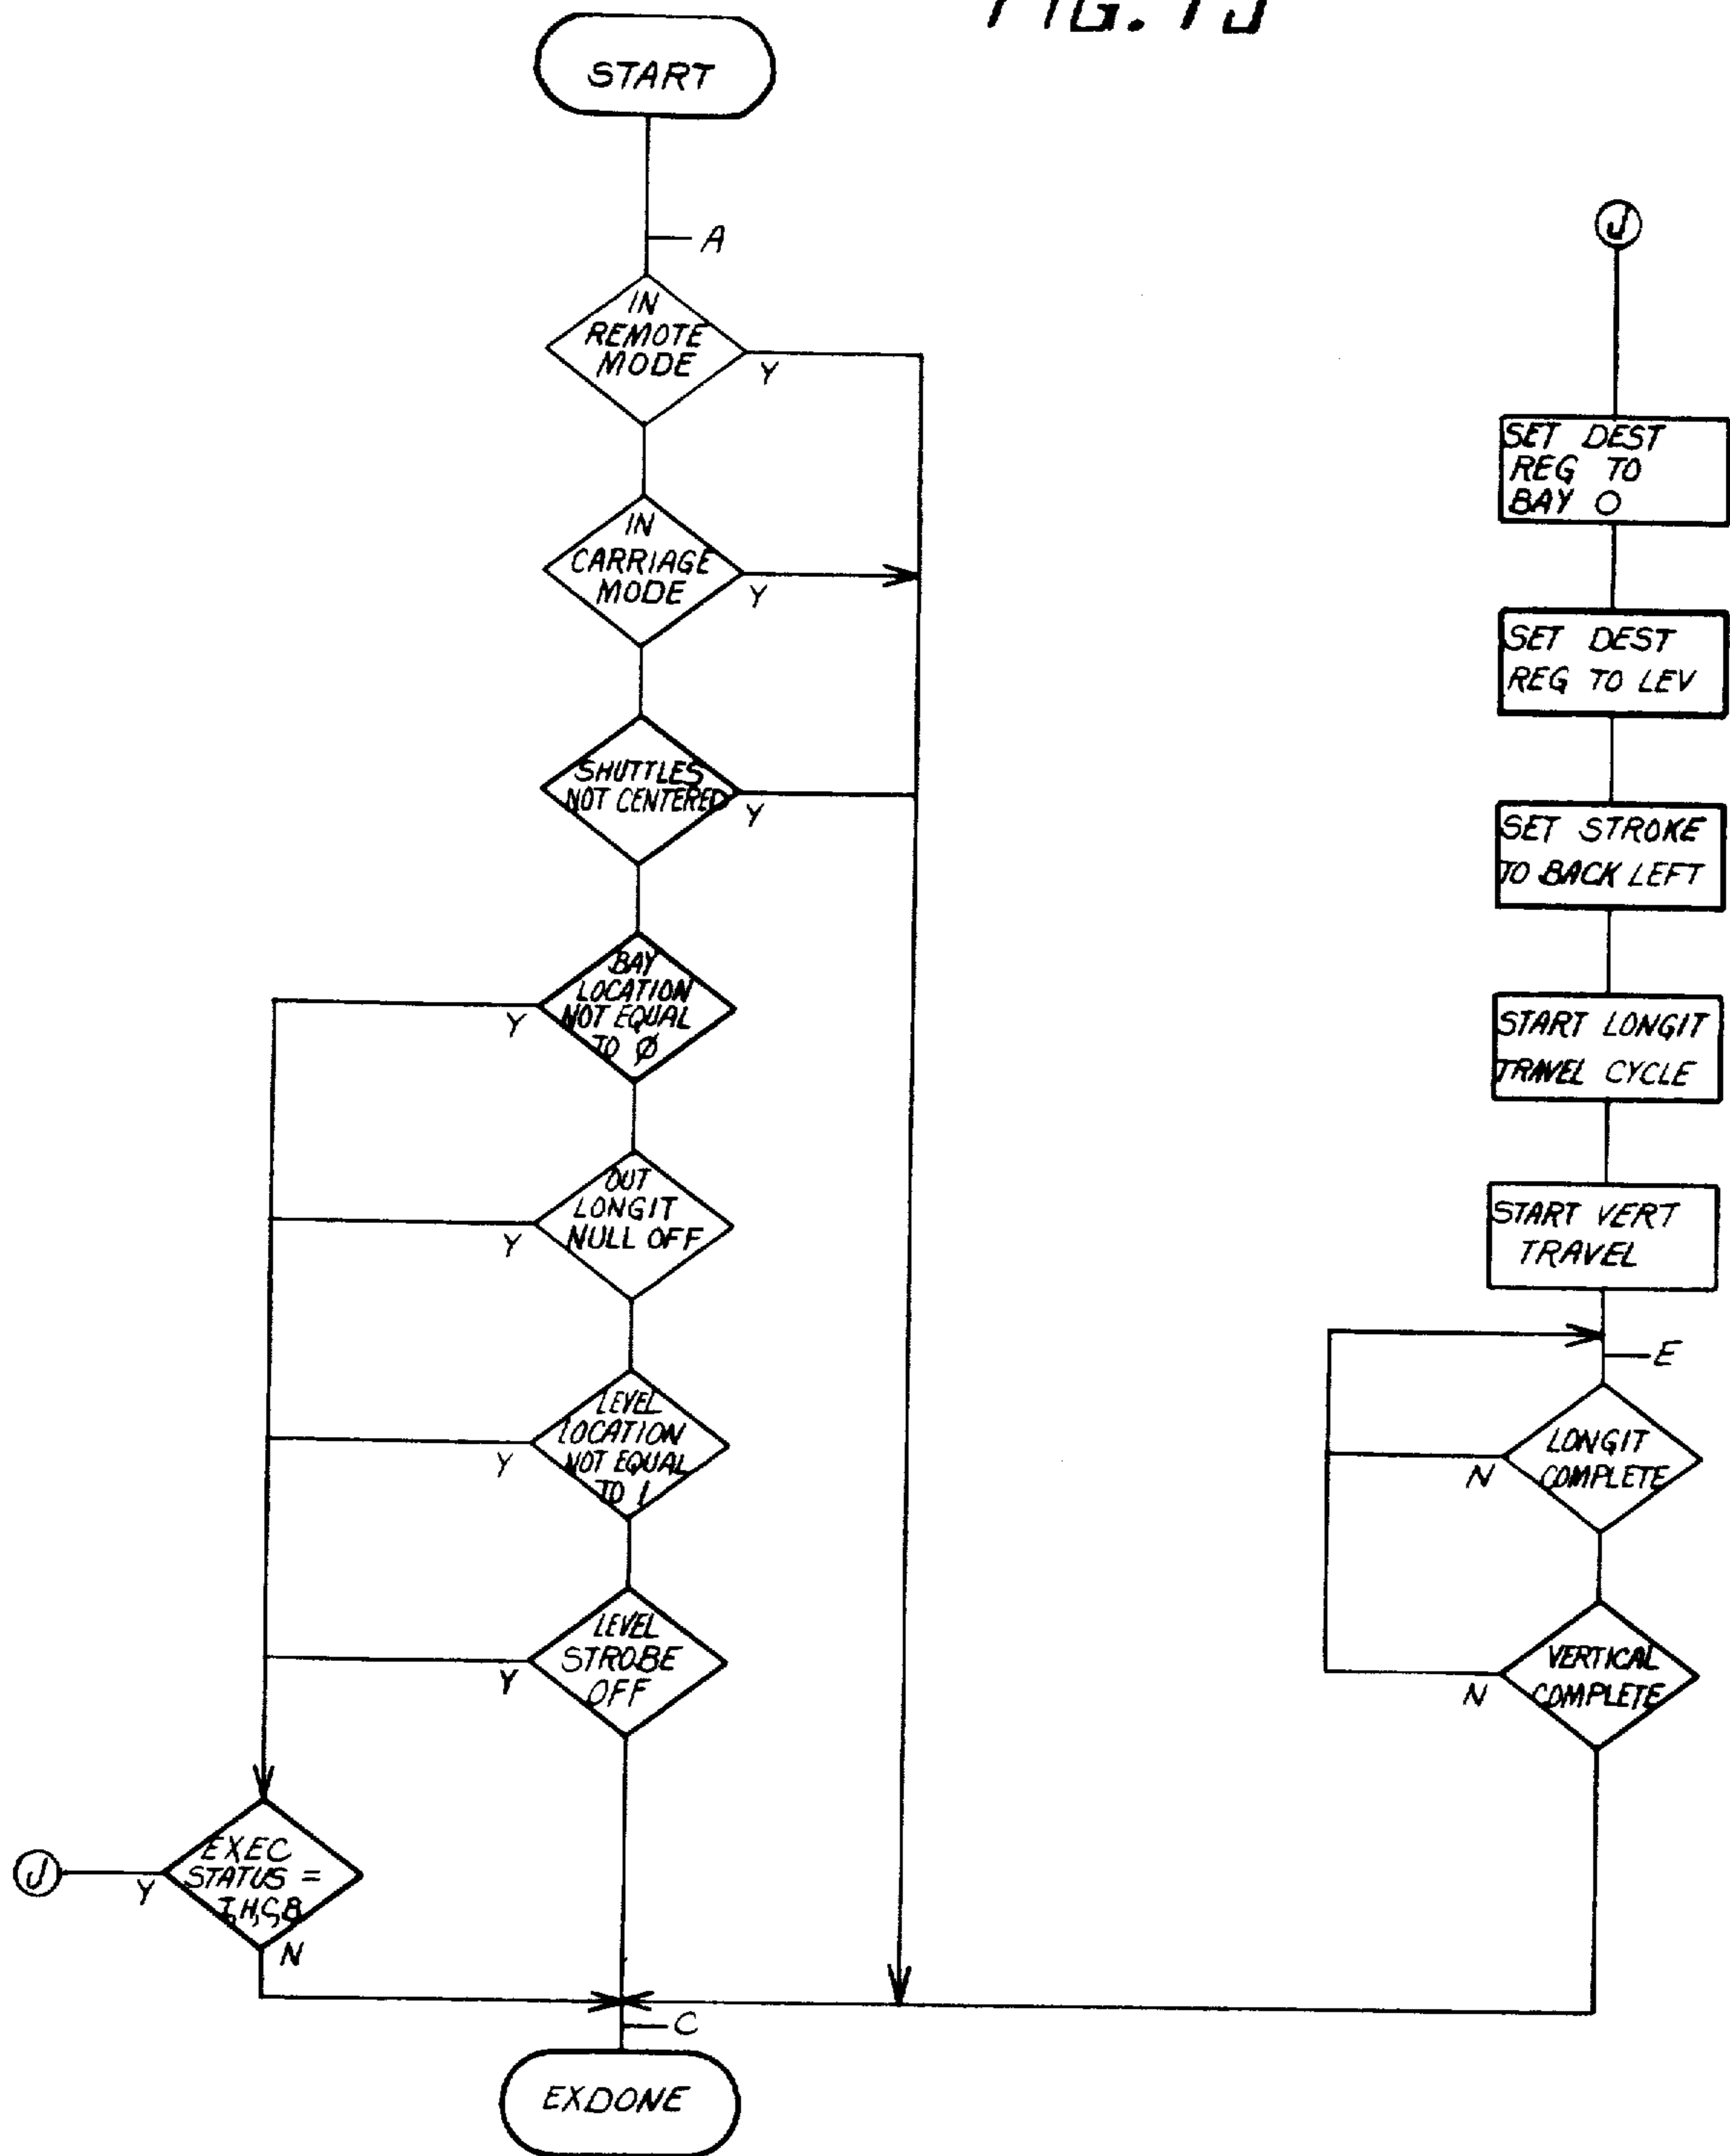 START
A
IN
REMOTE
MODE
Y
IN
CARRIAGE
MODE
Y
SHUTTLES
NOT CENTERED
Y
BAY
LOCATION
NOT EQUAL
TO Ø
Y
OUT
LONGIT
NULL OFF
Y
LEVEL
LOCATION
NOT EQUAL
TO 1
Y
LEVEL
STROBE
OFF
Y
EXEC
STATUS =
I,H,C,B
Y
J
N
C
EXDONE
J
SET DEST
REG TO
BAY O
SET DEST
REG TO LEV
SET STROKE
TO BACK LEFT
START LONGIT
TRAVEL CYCLE
START VERT
TRAVEL
E
LONGIT
COMPLETE
N
VERTICAL
COMPLETE
N